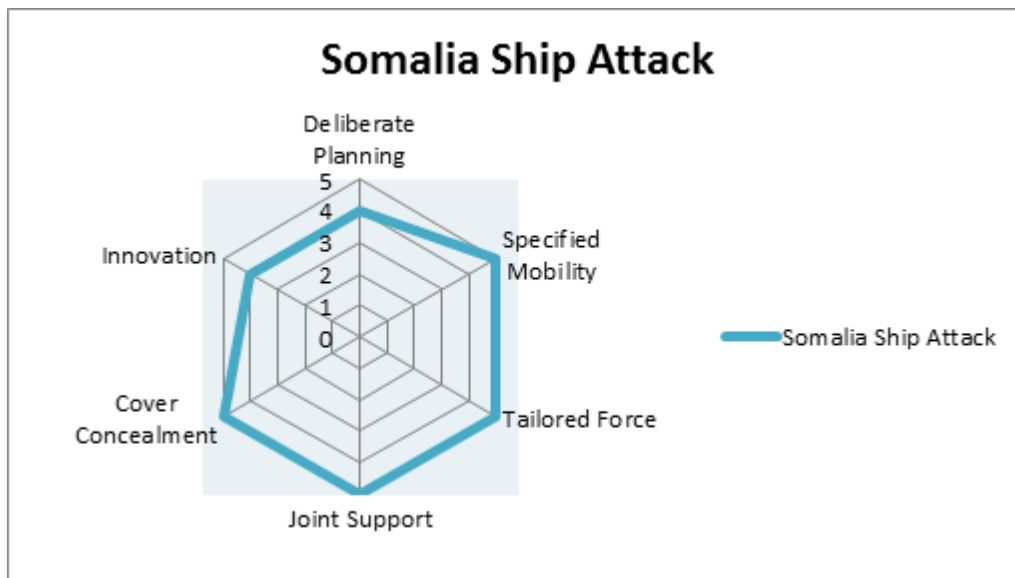 Somalia Ship Attack
Deliberate
Planning
5
4
3
2
1
0
Specified
Mobility
Tailored Force
Joint Support
Cover
Concealment
Innovation
Somalia Ship Attack